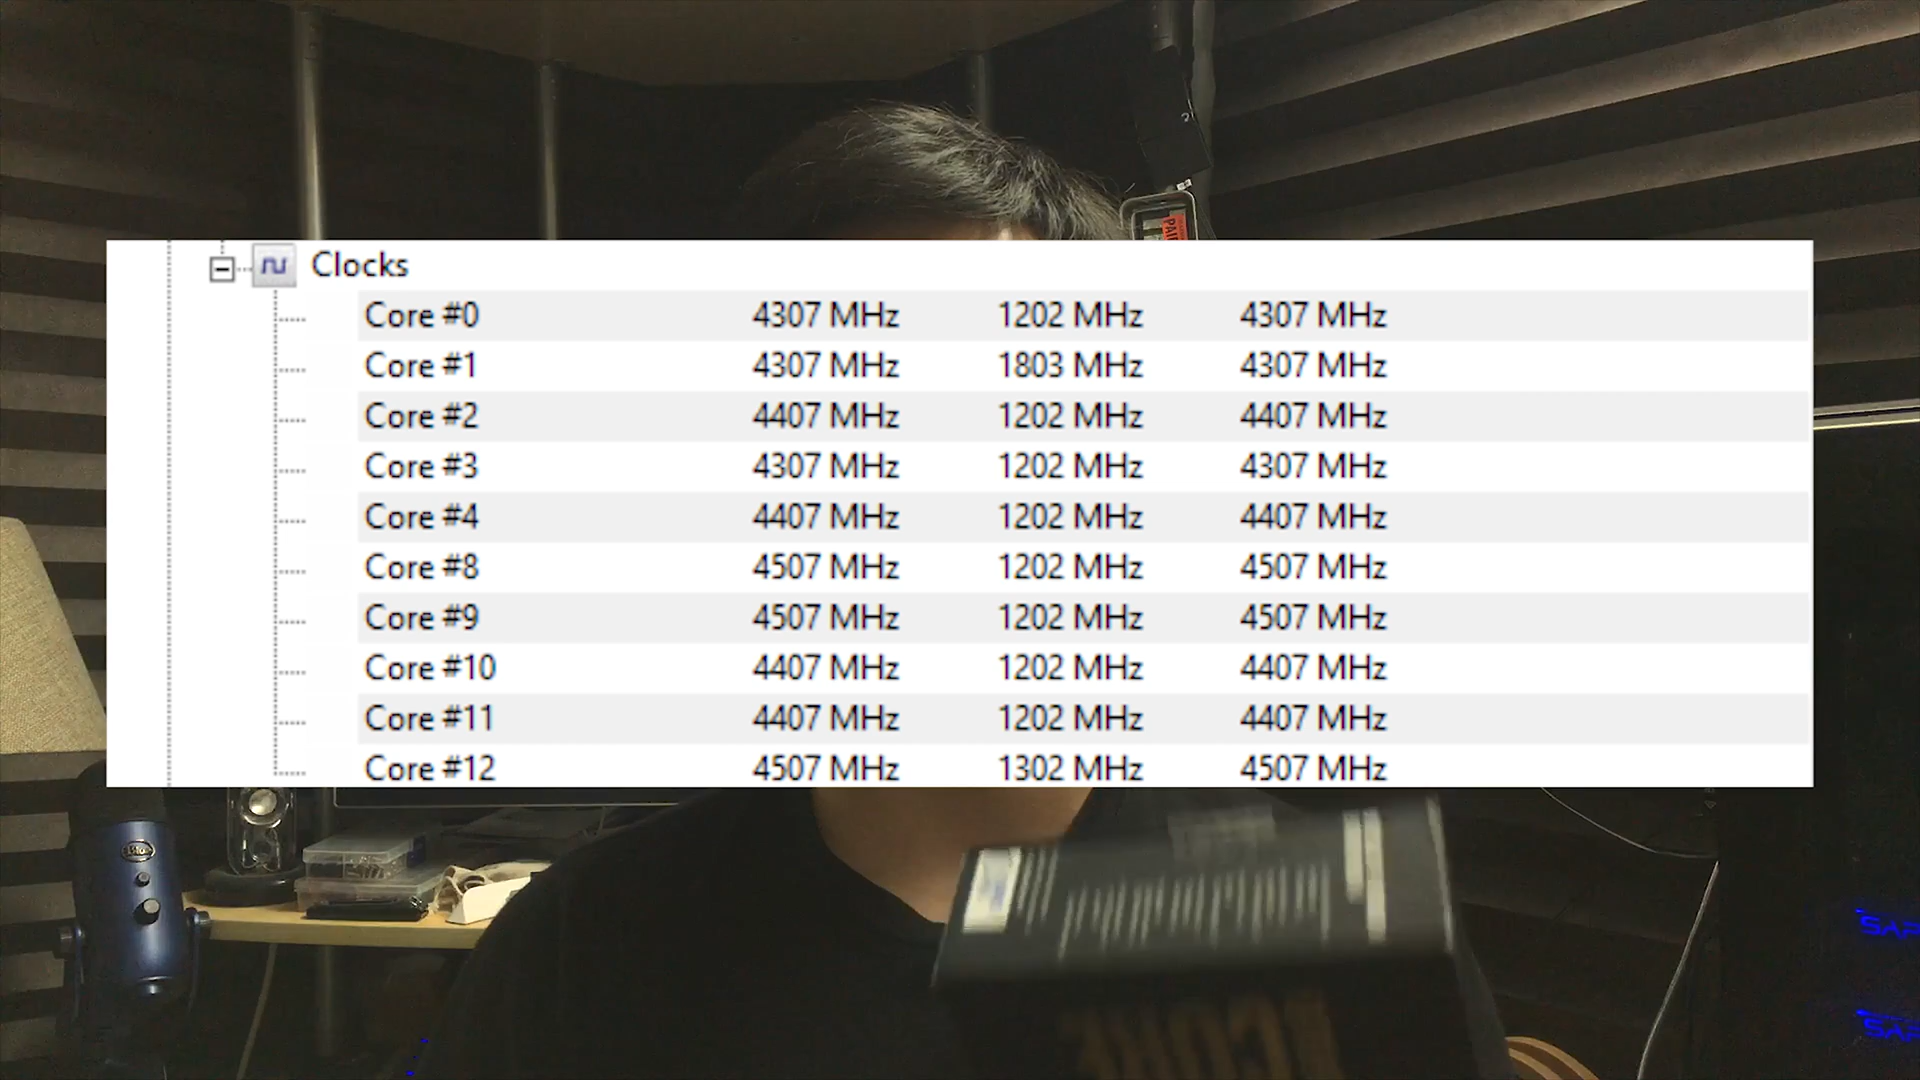 Clocks
Core #0 4307 MHz 1202 MHz 4307 MHz
Core #1 4307 MHz 1803 MHz 4307 MHz
Core #2 4407 MHz 1202 MHz 4407 MHz
Core #3 4307 MHz 1202 MHz 4307 MHz
Core #4 4407 MHz 1202 MHz 4407 MHz
Core #8 4507 MHz 1202 MHz 4507 MHz
Core #9 4507 MHz 1202 MHz 4507 MHz
Core #10 4407 MHz 1202 MHz 4407 MHz
Core #11 4407 MHz 1202 MHz 4407 MHz
Core #12 4507 MHz 1302 MHz 4507 MHz